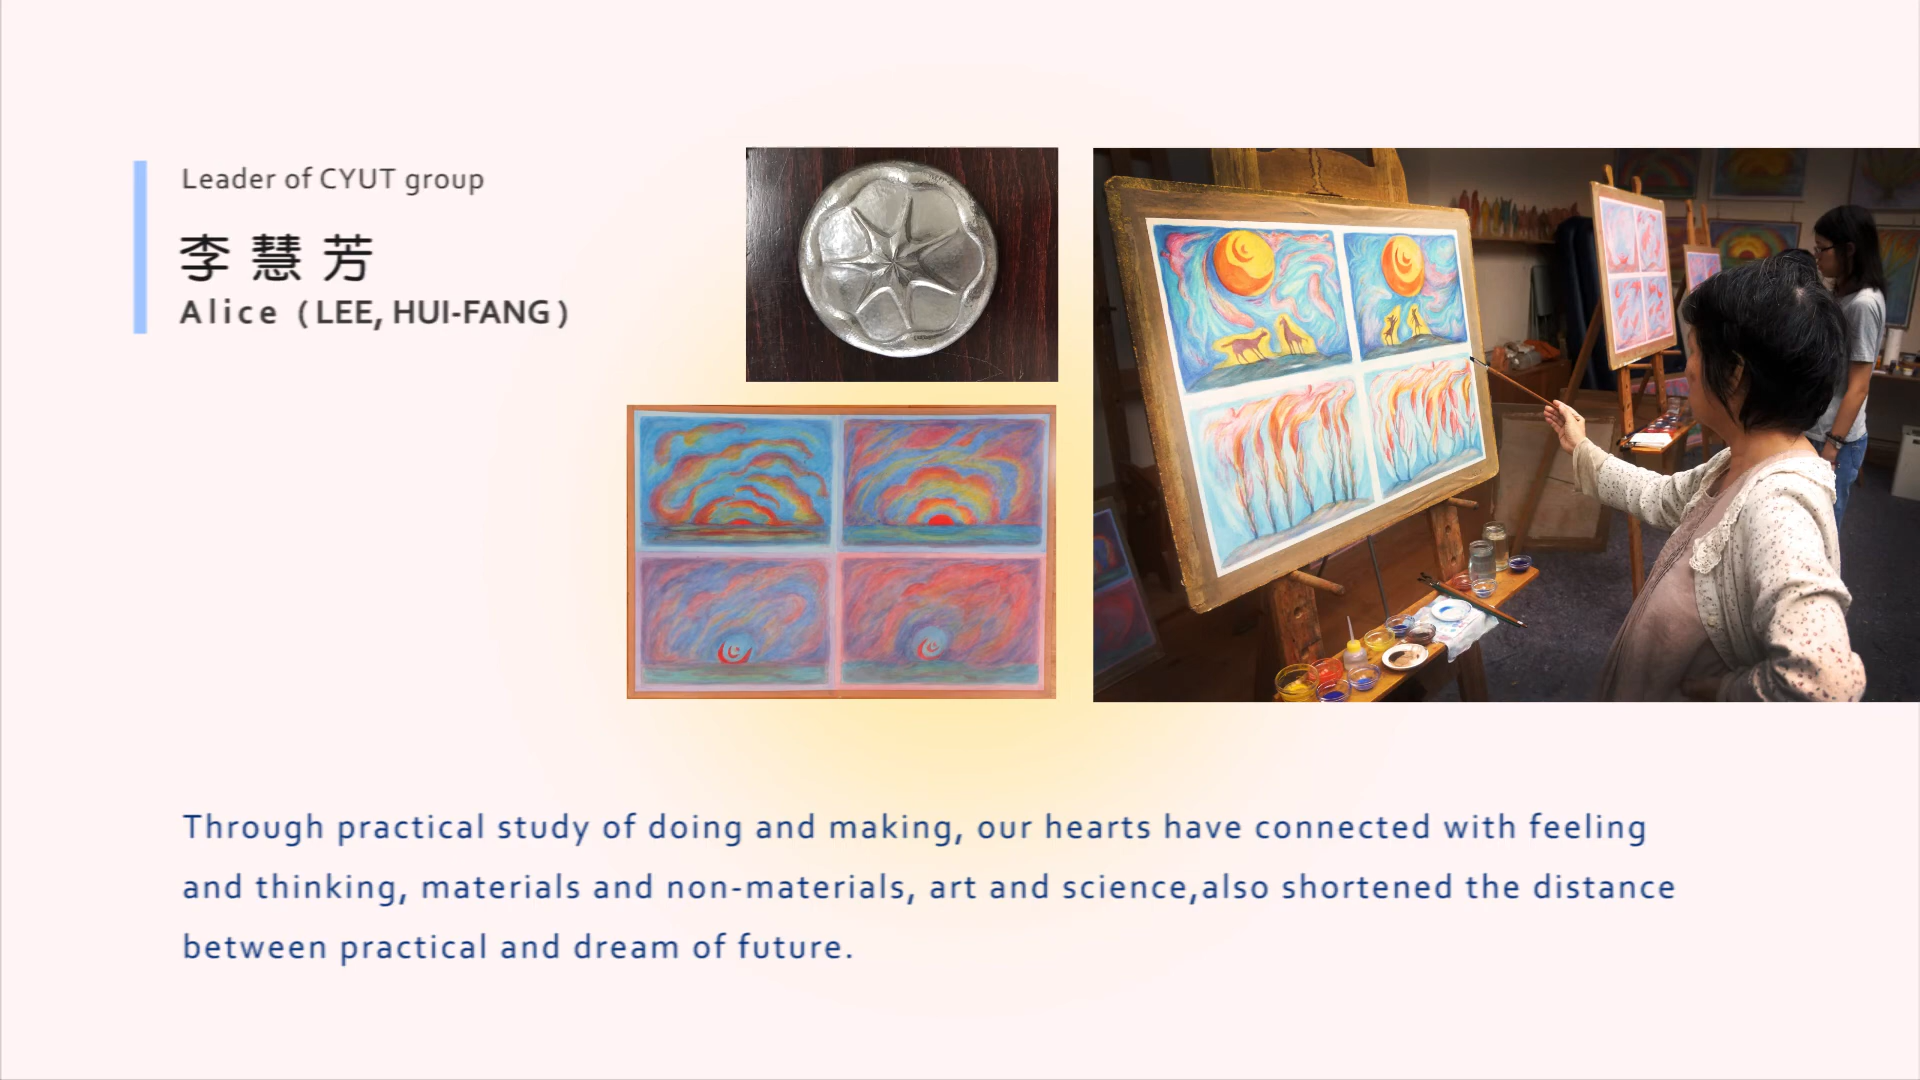 Leader of CYUT group
李慧芳
Alice (LEE, HUI-FANG)
Through practical study of doing and making, our hearts have connected with feeling
and thinking, materials and non-materials, art and science,also shortened the distance
between practical and dream of future.